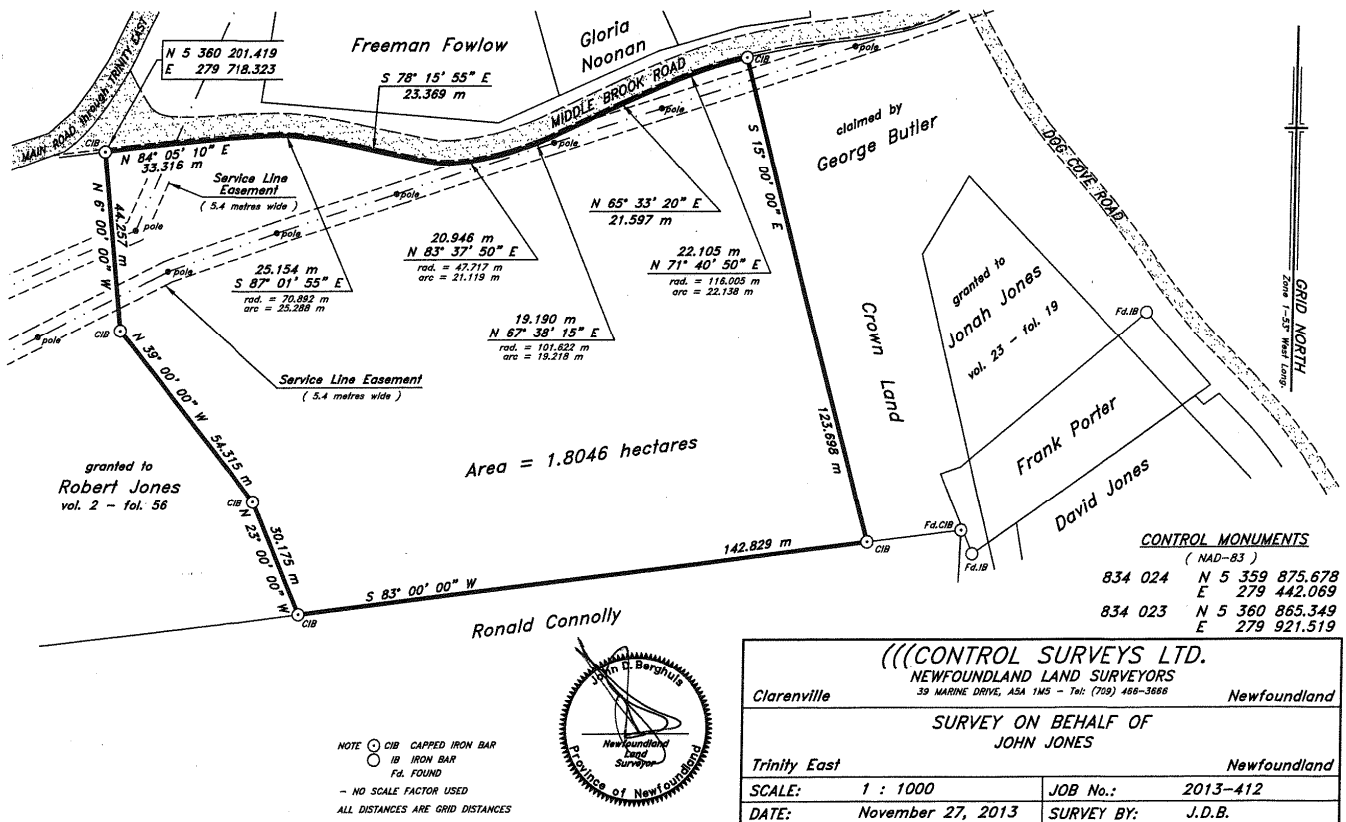 N 5 360 201.419
E 279 718.323
MAIN ROAD through TRINITY EAST
Freeman Fowlow
Gloria
Noonan
S 78° 15' 55" E
23.369 m
MIDDLE BROOK ROAD
pole
CIB
CIB
N 84° 05' 10" E
33.316 m
Service Line
Easement
( 5.4 metres wide )
N 6° 00' 00" W
44.257 m
pole
pole
pole
pole
pole
pole
pole
claimed by
George Butler
DOG COVE ROAD
S 15° 00' 00" E
123.698 m
N 65° 33' 20" E
21.597 m
20.946 m
N 83° 37' 50" E
rad. = 47.717 m
arc = 21.119 m
22.105 m
N 71° 40' 50" E
rad. = 116.005 m
arc = 22.138 m
25.154 m
S 87° 01' 55" E
rad. = 70.892 m
arc = 25.288 m
19.190 m
N 67° 38' 15" E
rad. = 101.622 m
arc = 19.218 m
granted to
Jonah Jones
vol. 23 - fol. 19
Crown Land
Fd.IB
GRID NORTH
Zone 1-53° West Long.
CIB
N 39° 00' 00" W
54.315 m
Service Line Easement
( 5.4 metres wide )
Area = 1.8046 hectares
Frank Porter
David Jones
granted to
Robert Jones
vol. 2 - fol. 56
CIB
N 23° 00' 00" W
30.175 m
142.829 m
S 83° 00' 00" W
CIB
CIB
Fd.CIB
Fd.IB
Ronald Connolly
CONTROL MONUMENTS
( NAD-83 )
834 024 N 5 359 875.678
E 279 442.069
834 023 N 5 360 865.349
E 279 921.519
John D. Berghuis
Newfoundland
Land
Surveyor
Province of Newfoundland
NOTE CIB CAPPED IRON BAR
IB IRON BAR
Fd. FOUND
- NO SCALE FACTOR USED
ALL DISTANCES ARE GRID DISTANCES
(((CONTROL SURVEYS LTD.
NEWFOUNDLAND LAND SURVEYORS
Clarenville 39 MARINE DRIVE, A5A 1M5 - Tel: (709) 466-3666 Newfoundland
SURVEY ON BEHALF OF
JOHN JONES
Trinity East Newfoundland
SCALE: 1 : 1000 JOB No.: 2013-412
DATE: November 27, 2013 SURVEY BY: J.D.B.